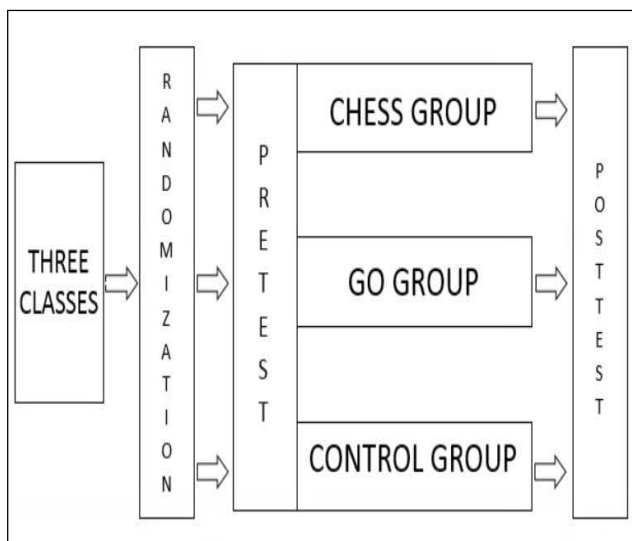 THREE
CLASSES
RANDOMIZATION
PRETEST
CHESS GROUP
GO GROUP
CONTROL GROUP
POSTTEST